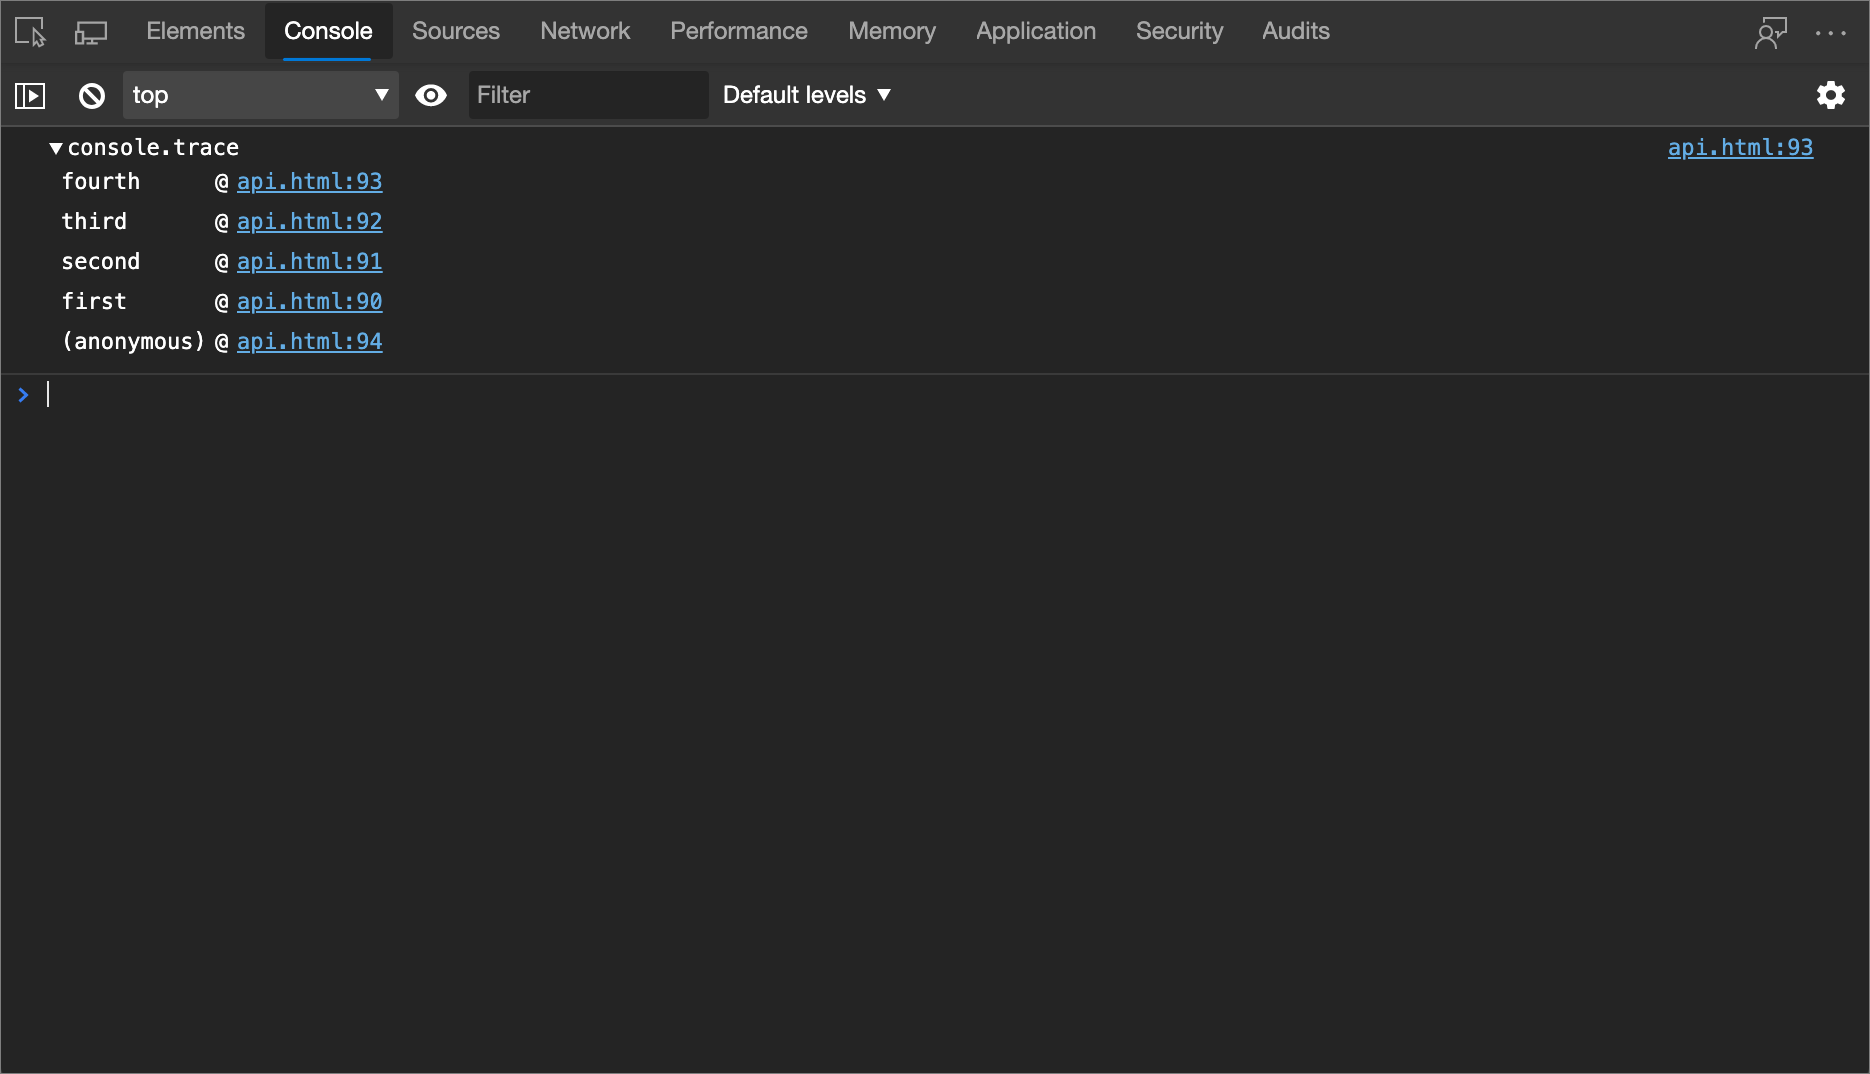 Elements Console Sources Network Performance Memory Application Security Audits
top Filter Default levels
console.trace api.html:93
fourth @ api.html:93
third @ api.html:92
second @ api.html:91
first @ api.html:90
(anonymous) @ api.html:94